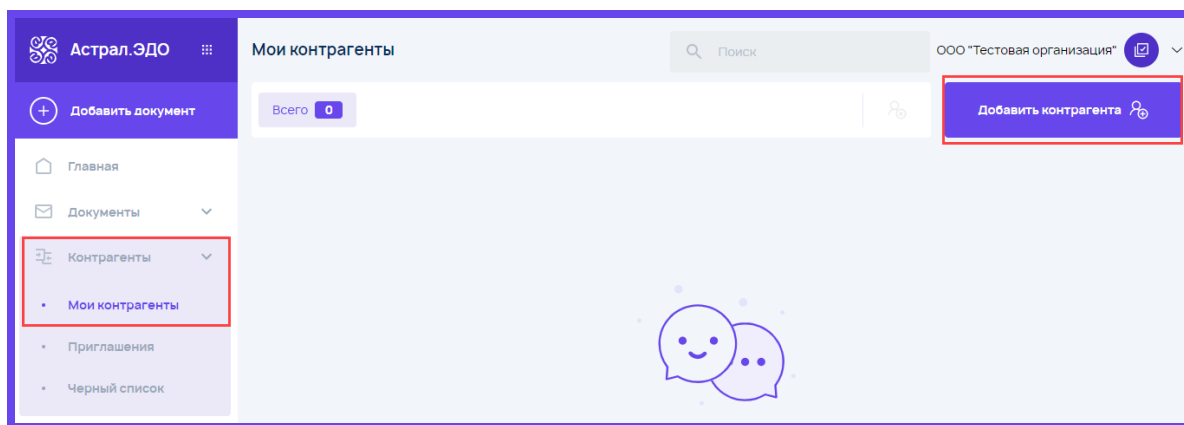 Астрал.ЭДО
Мои контрагенты
Поиск
ООО "Тестовая организация"
Добавить документ
Всего 0
Добавить контрагента
Главная
Документы
Контрагенты
Мои контрагенты
Приглашения
Черный список